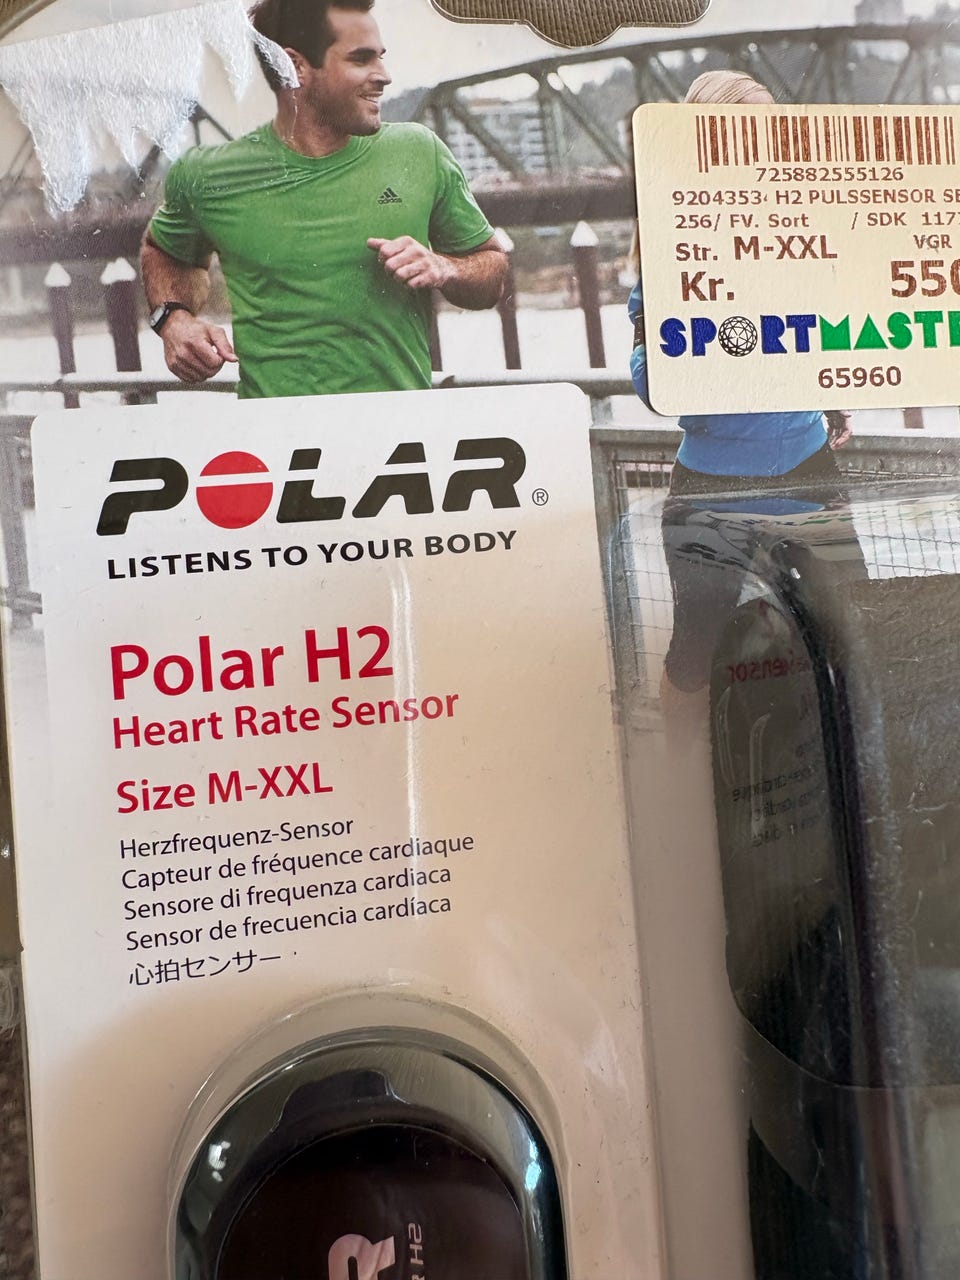 adidas
725882555126
9204353 H2 PULSSENSOR SE
256/ FV. Sort / SDK 117
Str. M-XXL VGR
Kr. 550
SPORTMASTE
65960
POLAR®
LISTENS TO YOUR BODY
Polar H2
Heart Rate Sensor
Size M-XXL
Herzfrequenz-Sensor
Capteur de fréquence cardiaque
Sensore di frequenza cardiaca
Sensor de frecuencia cardíaca
心拍センサー